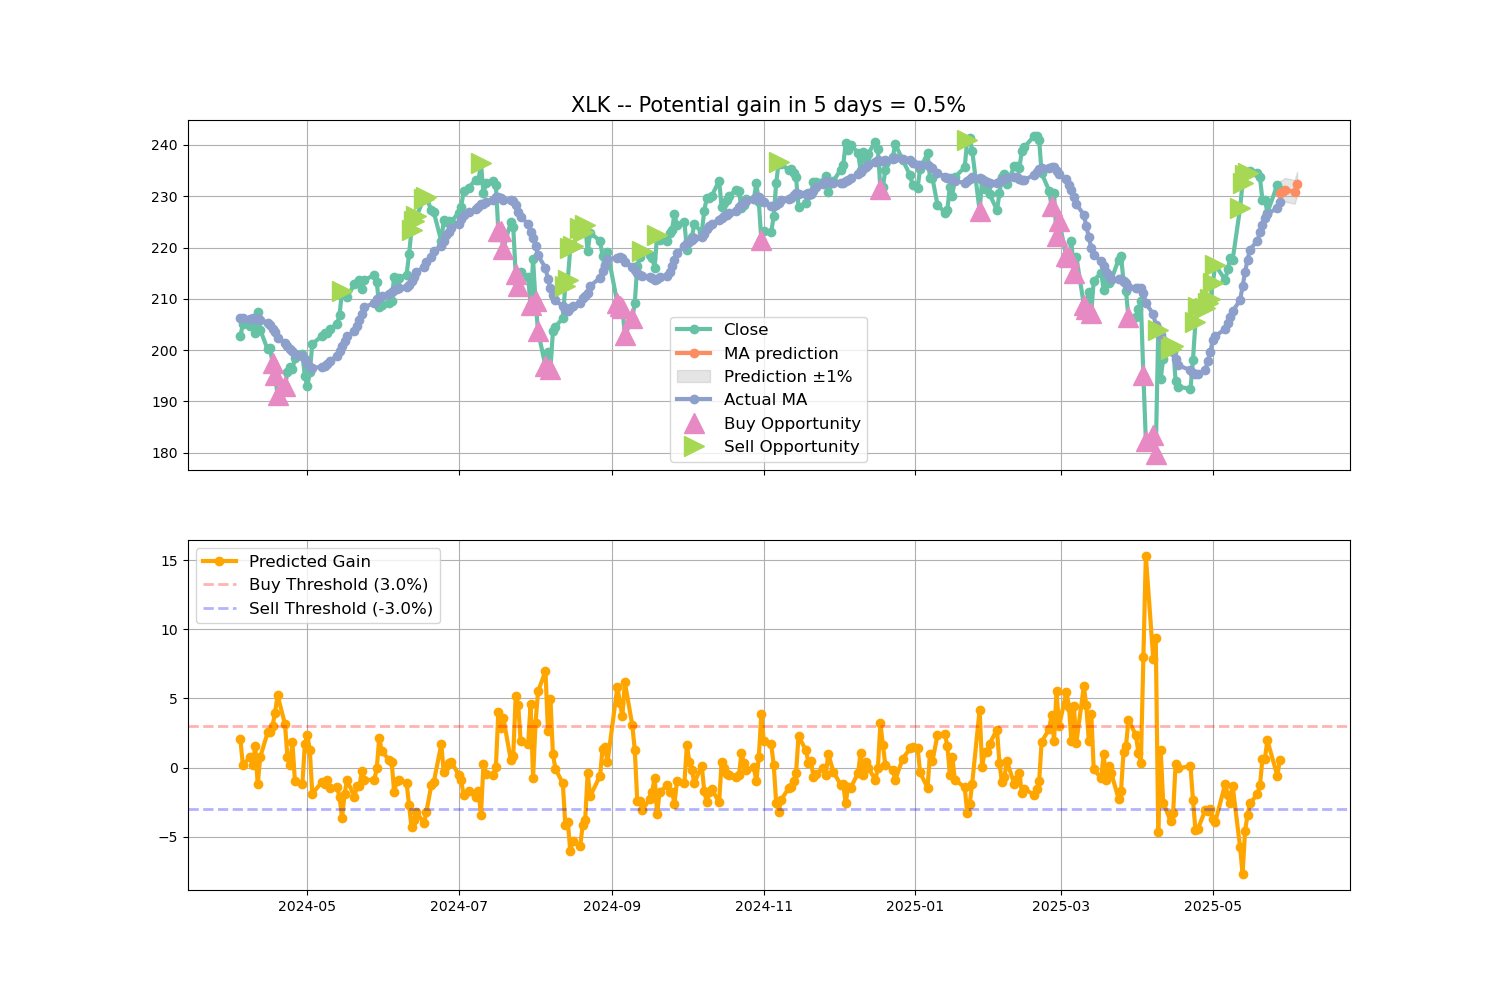 XLK -- Potential gain in 5 days = 0.5%
240
230
220
210
200
190
180
Close
MA prediction
Prediction ±1%
Actual MA
Buy Opportunity
Sell Opportunity
15
10
5
0
−5
Predicted Gain
Buy Threshold (3.0%)
Sell Threshold (-3.0%)
2024-05 2024-07 2024-09 2024-11 2025-01 2025-03 2025-05